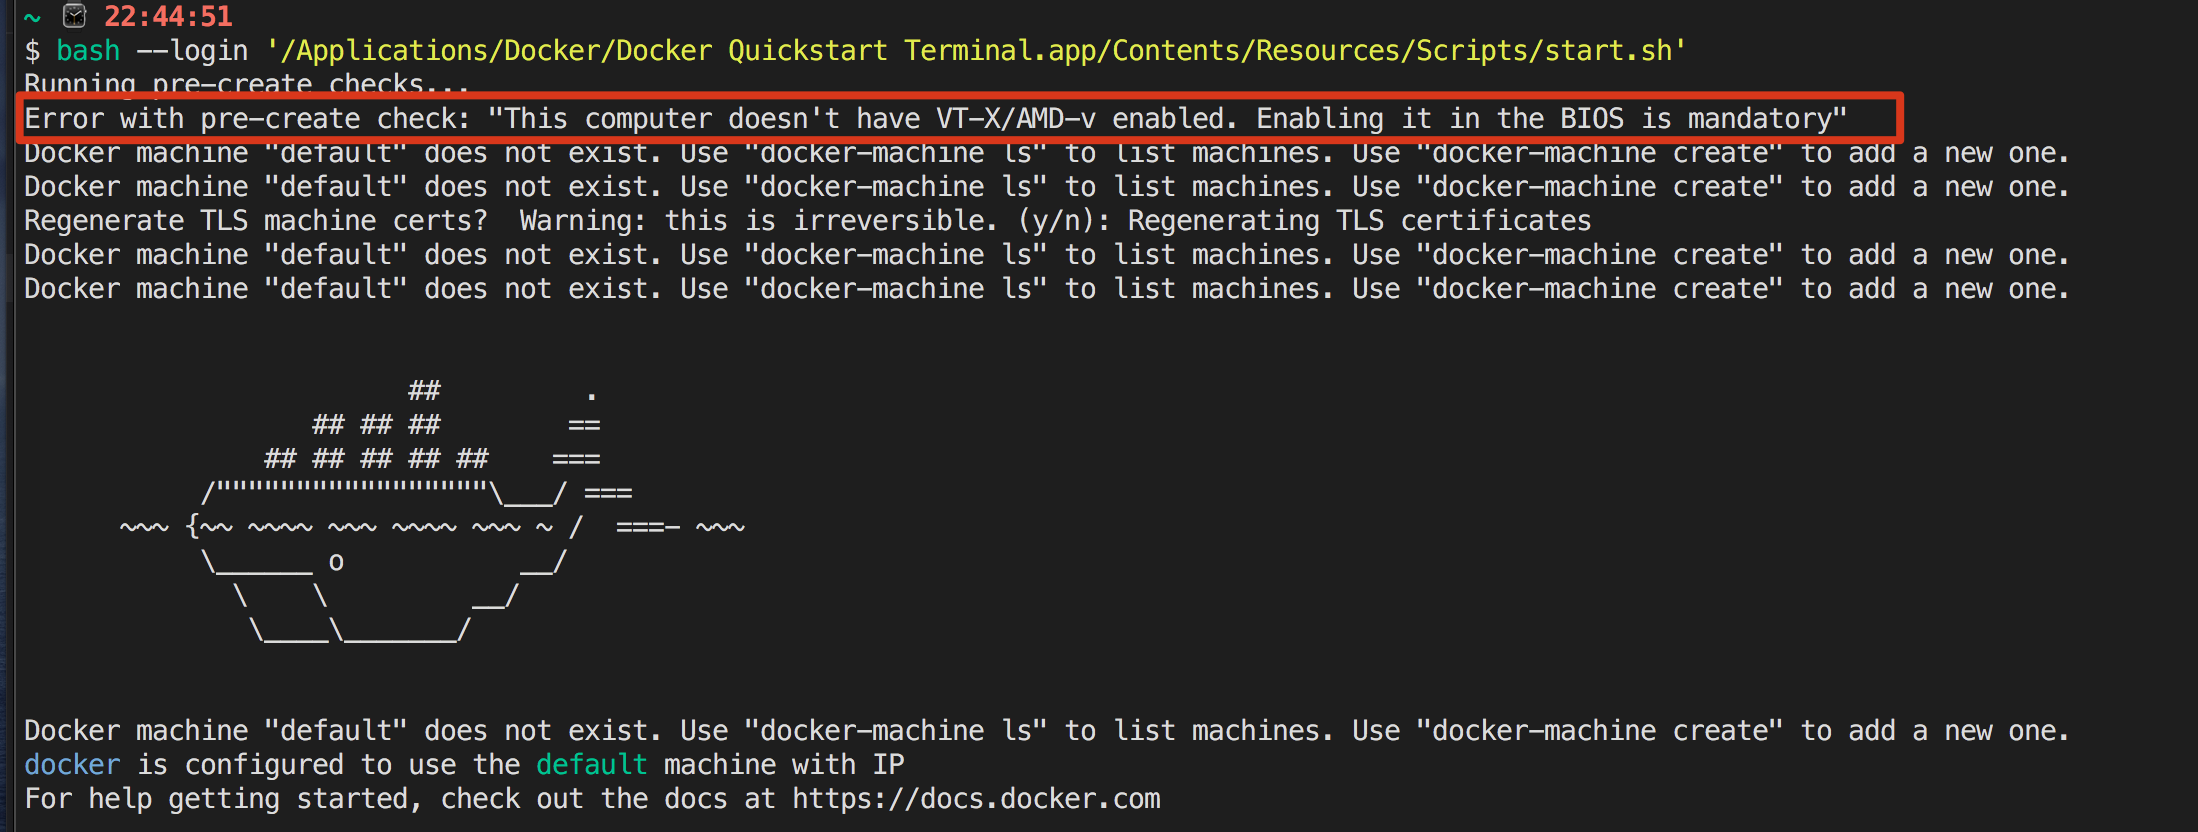 ~ ⌚ 22:44:51
$ bash --login '/Applications/Docker/Docker Quickstart Terminal.app/Contents/Resources/Scripts/start.sh'
Running pre-create checks...
Error with pre-create check: "This computer doesn't have VT-X/AMD-v enabled. Enabling it in the BIOS is mandatory"
Docker machine "default" does not exist. Use "docker-machine ls" to list machines. Use "docker-machine create" to add a new one.
Docker machine "default" does not exist. Use "docker-machine ls" to list machines. Use "docker-machine create" to add a new one.
Regenerate TLS machine certs?  Warning: this is irreversible. (y/n): Regenerating TLS certificates
Docker machine "default" does not exist. Use "docker-machine ls" to list machines. Use "docker-machine create" to add a new one.
Docker machine "default" does not exist. Use "docker-machine ls" to list machines. Use "docker-machine create" to add a new one.
                        ##         .
                  ## ## ##        ==
               ## ## ## ## ##    ===
           /"""""""""""""""""\___/ ===
      ~~~ {~~ ~~~~ ~~~ ~~~~ ~~~ ~ /  ===- ~~~
           \______ o           __/
             \    \         __/
              \____\_______/
Docker machine "default" does not exist. Use "docker-machine ls" to list machines. Use "docker-machine create" to add a new one.
docker is configured to use the default machine with IP
For help getting started, check out the docs at https://docs.docker.com